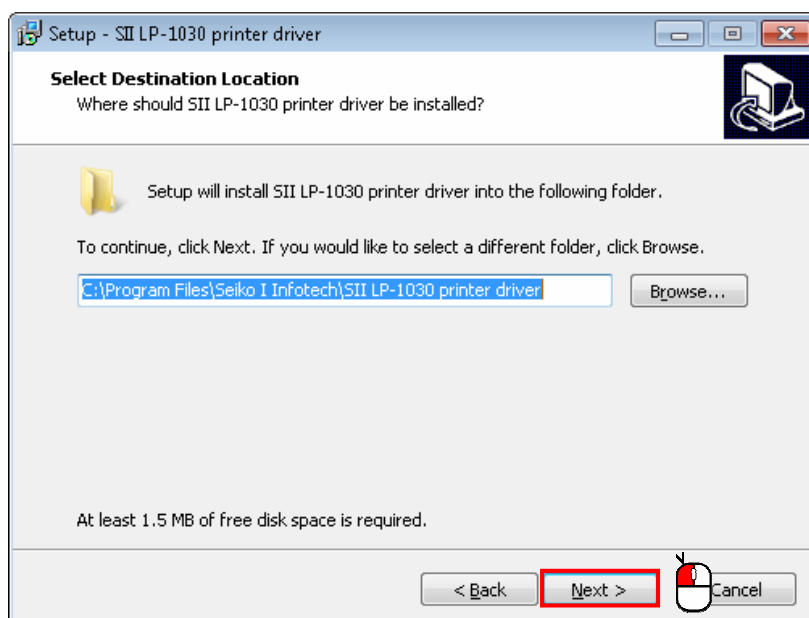 Setup - SII LP-1030 printer driver
Select Destination Location
Where should SII LP-1030 printer driver be installed?
Setup will install SII LP-1030 printer driver into the following folder.
To continue, click Next. If you would like to select a different folder, click Browse.
C:\Program Files\Seiko I Infotech\SII LP-1030 printer driver
Browse...
At least 1.5 MB of free disk space is required.
< Back Next > Cancel